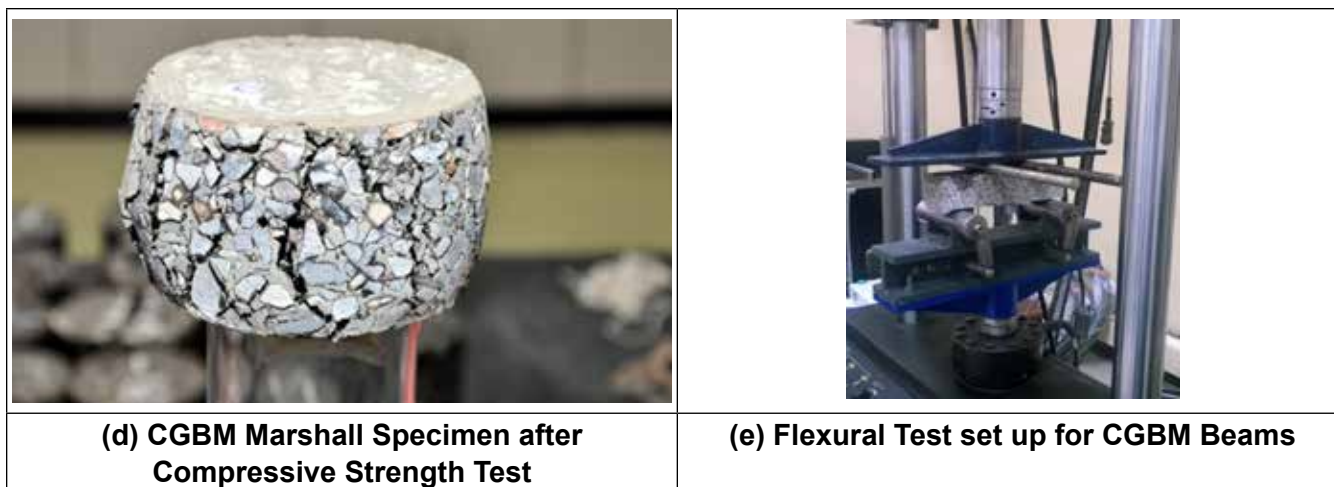 (d) CGBM Marshall Specimen after
Compressive Strength Test
(e) Flexural Test set up for CGBM Beams